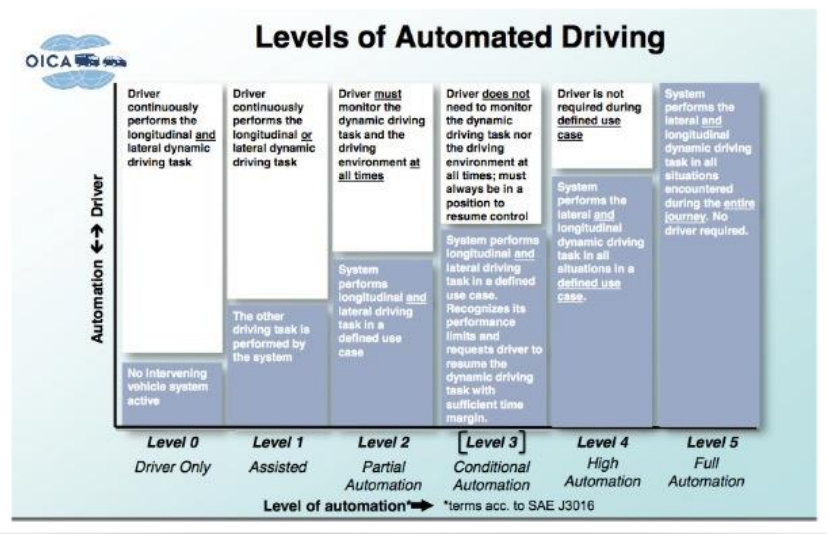 Levels of Automated Driving
OICA
Automation ←→ Driver
Driver
continuously
performs the
longitudinal and
lateral dynamic
driving task
No intervening
vehicle system
active
Level 0
Driver Only
Driver
continuously
performs the
longitudinal or
lateral dynamic
driving task
The other
driving task is
performed by
the system
Level 1
Assisted
Driver must
monitor the
dynamic driving
task and the
driving
environment at
all times
System
performs
longitudinal and
lateral driving
task in a
defined use
case
Level 2
Partial
Automation
Driver does not
need to monitor
the dynamic
driving task nor
the driving
environment at
all times; must
always be in a
position to
resume control
System performs
longitudinal and
lateral driving
task in a defined
use case.
Recognizes its
performance
limits and
requests driver to
resume the
dynamic driving
task with
sufficient time
margin.
[Level 3]
Conditional
Automation
Driver is not
required during
defined use
case
System
performs the
lateral and
longitudinal
dynamic driving
task in all
situations in a
defined use
case.
Level 4
High
Automation
System
performs the
lateral and
longitudinal
dynamic driving
task in all
situations
encountered
during the entire
journey. No
driver required.
Level 5
Full
Automation
Level of automation*➡ *terms acc. to SAE J3016